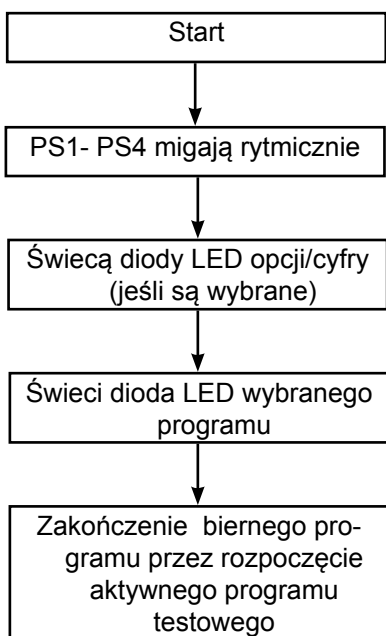 Start
PS1- PS4 migają rytmicznie
Świecą diody LED opcji/cyfry
(jeśli są wybrane)
Świeci dioda LED wybranego
programu
Zakończenie biernego pro-
gramu przez rozpoczęcie
aktywnego programu
testowego